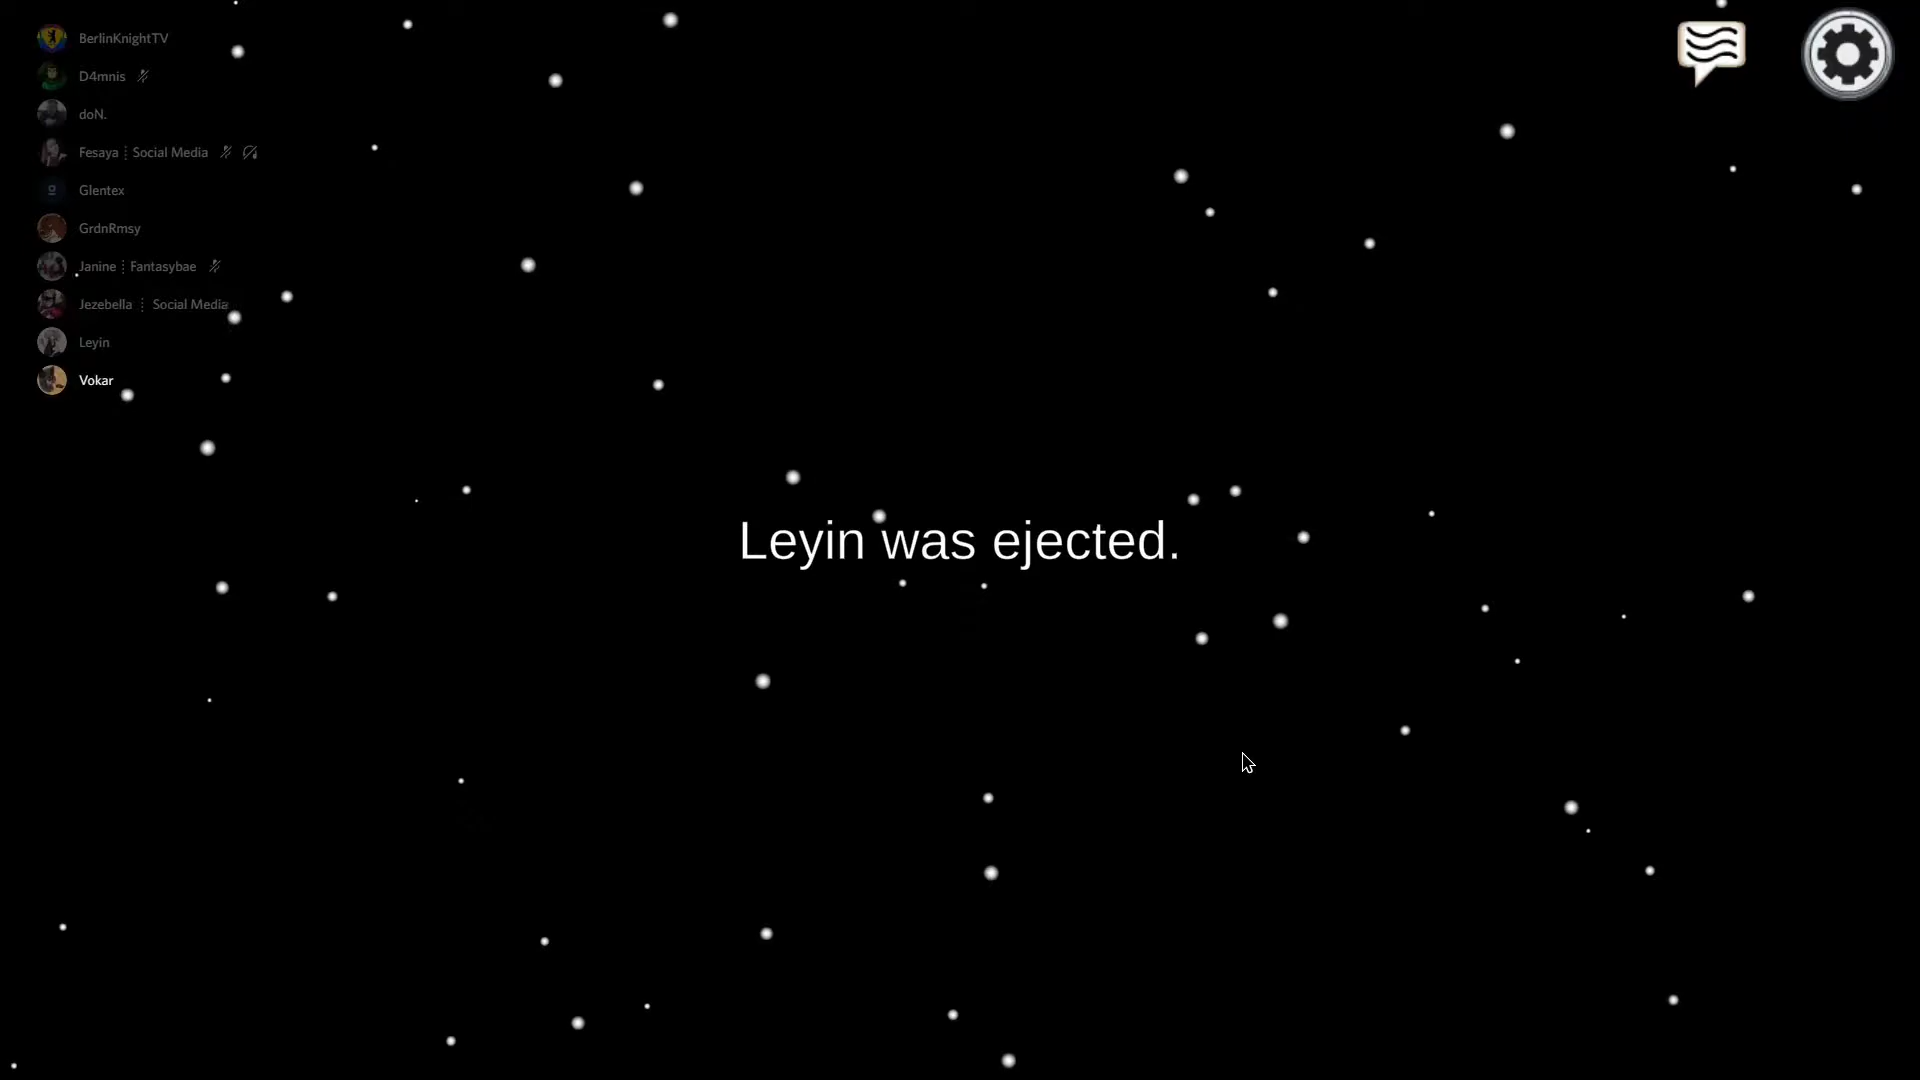 BerlinKnightTV
D4mnis
doN.
Fesaya ⋮ Social Media
Glentex
GrdnRmsy
Janine ⋮ Fantasybae
Jezebella ⋮ Social Media
Leyin
Vokar
Leyin was ejected.